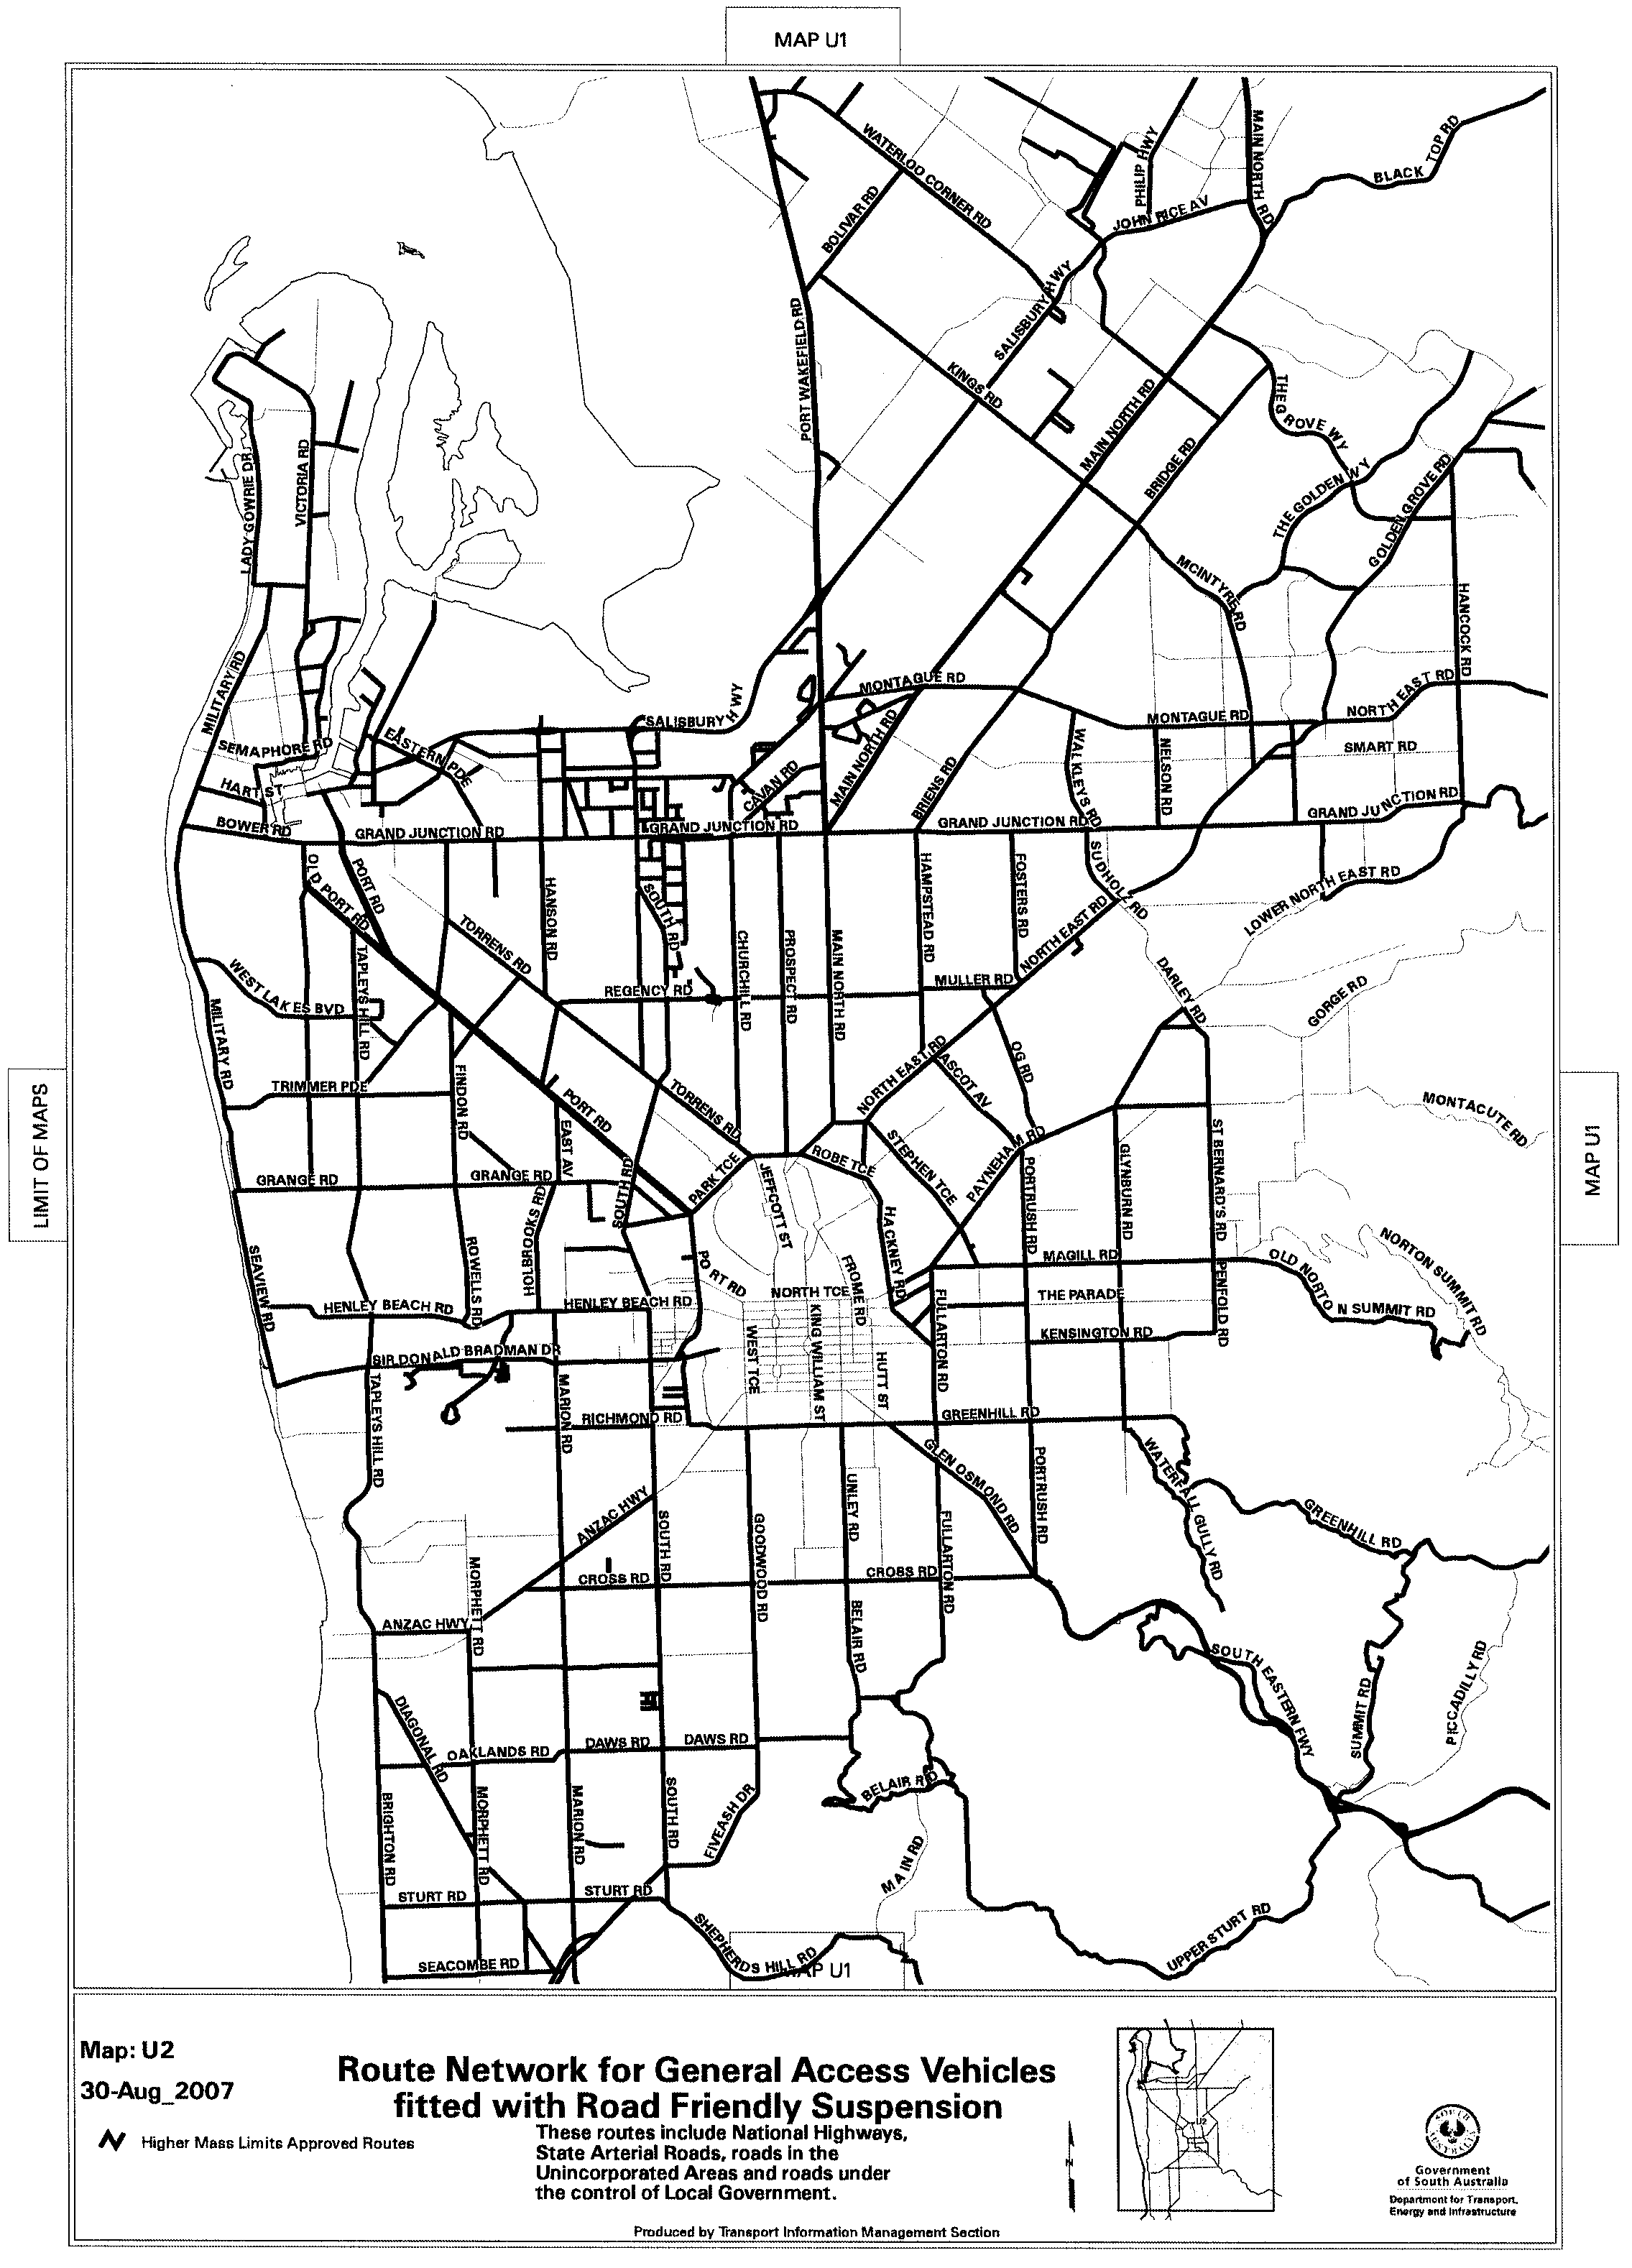 MAP U1
WATERLOO CORNER RD
PHILIP HWY
MAIN NORTH RD
BLACK TOP RD
BOLIVAR RD
JOHN RICE AV
PORT WAKEFIELD RD
SALISBURY HWY
KINGS RD
MAIN NORTH RD
THE GROVE WY
BRIDGE RD
THE GOLDEN WY
GOLDEN GROVE RD
LADY GOWRIE DR
VICTORIA RD
MCINTYRE RD
HANCOCK RD
MILITARY RD
MONTAGUE RD
NORTH EAST RD
SALISBURY HWY
MONTAGUE RD
SEMAPHORE RD
EASTERN PDE
MAIN NORTH RD
WALKLEYS RD
NELSON RD
SMART RD
HART ST
CAVAN RD
BRIENS RD
GRAND JUNCTION RD
BOWER RD
GRAND JUNCTION RD
GRAND JUNCTION RD
GRAND JUNCTION RD
OLD PORT RD
PORT RD
HANSON RD
SOUTH RD
HAMPSTEAD RD
FOSTERS RD
SUDHOLZ RD
LOWER NORTH EAST RD
TORRENS RD
CHURCHILL RD
PROSPECT RD
MAIN NORTH RD
NORTH EAST RD
WEST LAKES BVD
TAPLEYS HILL RD
REGENCY RD
MULLER RD
DARLEY RD
GORGE RD
MILITARY RD
TRIMMER PDE
FINDON RD
PORT RD
TORRENS RD
NORTH EAST RD
ASCOT AV
OG RD
MONTACUTE RD
EAST AV
STEPHEN TCE
PAYNEHAM RD
GLYNBURN RD
ST BERNARD'S RD
GRANGE RD
GRANGE RD
SOUTH RD
PARK TCE
ROBE TCE
JEFFCOTT ST
PORTRUSH RD
LIMIT OF MAPS
MAP U1
SEAVIEW RD
ROWELLS RD
HOLBROOKS RD
PORT RD
HACKNEY RD
FROME RD
MAGILL RD
OLD NORTON SUMMIT RD
NORTON SUMMIT RD
HENLEY BEACH RD
HENLEY BEACH RD
NORTH TCE
FULLARTON RD
THE PARADE
PENFOLD RD
KENSINGTON RD
SIR DONALD BRADMAN DR
WEST TCE
KING WILLIAM ST
HUTT ST
TAPLEYS HILL RD
MARION RD
RICHMOND RD
GREENHILL RD
GLEN OSMOND RD
PORTRUSH RD
WATERFALL GULLY RD
ANZAC HWY
SOUTH RD
GOODWOOD RD
UNLEY RD
FULLARTON RD
GREENHILL RD
MORPHETT RD
CROSS RD
CROSS RD
ANZAC HWY
BELAIR RD
SOUTH EASTERN FWY
SUMMIT RD
PICCADILLY RD
DIAGONAL RD
OAKLANDS RD
DAWS RD
DAWS RD
BRIGHTON RD
MORPHETT RD
MARION RD
SOUTH RD
FIVEASH DR
BELAIR RD
MAIN RD
STURT RD
STURT RD
SHEPHERDS HILL RD
UPPER STURT RD
SEACOMBE RD
MAP U1
Map: U2
30-Aug_2007
Higher Mass Limits Approved Routes
Route Network for General Access Vehicles
fitted with Road Friendly Suspension
These routes include National Highways,
State Arterial Roads, roads in the
Unincorporated Areas and roads under
the control of Local Government.
N
U2
SOUTH AUSTRALIA
Government
of South Australia
Department for Transport,
Energy and Infrastructure
Produced by Transport Information Management Section